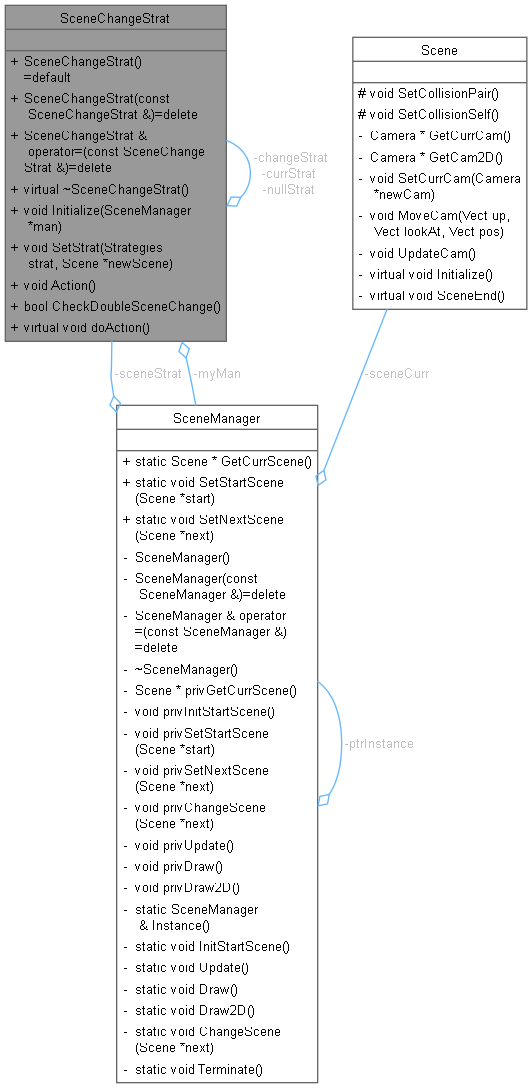 SceneChangeStrat
+ SceneChangeStrat()
=default
+ SceneChangeStrat(const
SceneChangeStrat &)=delete
+ SceneChangeStrat &
operator=(const SceneChange
Strat &)=delete
+ virtual ~SceneChangeStrat()
+ void Initialize(SceneManager
*man)
+ void SetStrat(Strategies
strat, Scene *newScene)
+ void Action()
+ bool CheckDoubleSceneChange()
+ virtual void doAction()
-changeStrat
-currStrat
-nullStrat
Scene
# void SetCollisionPair()
# void SetCollisionSelf()
- Camera * GetCurrCam()
- Camera * GetCam2D()
- void SetCurrCam(Camera
*newCam)
- void MoveCam(Vect up,
Vect lookAt, Vect pos)
- void UpdateCam()
- virtual void Initialize()
- virtual void SceneEnd()
-sceneStrat
-myMan
-sceneCurr
SceneManager
+ static Scene * GetCurrScene()
+ static void SetStartScene
(Scene *start)
+ static void SetNextScene
(Scene *next)
- SceneManager()
- SceneManager(const
SceneManager &)=delete
- SceneManager & operator
=(const SceneManager &)
=delete
- ~SceneManager()
- Scene * privGetCurrScene()
- void privInitStartScene()
- void privSetStartScene
(Scene *start)
- void privSetNextScene
(Scene *next)
- void privChangeScene
(Scene *next)
- void privUpdate()
- void privDraw()
- void privDraw2D()
- static SceneManager
& Instance()
- static void InitStartScene()
- static void Update()
- static void Draw()
- static void Draw2D()
- static void ChangeScene
(Scene *next)
- static void Terminate()
-ptrInstance